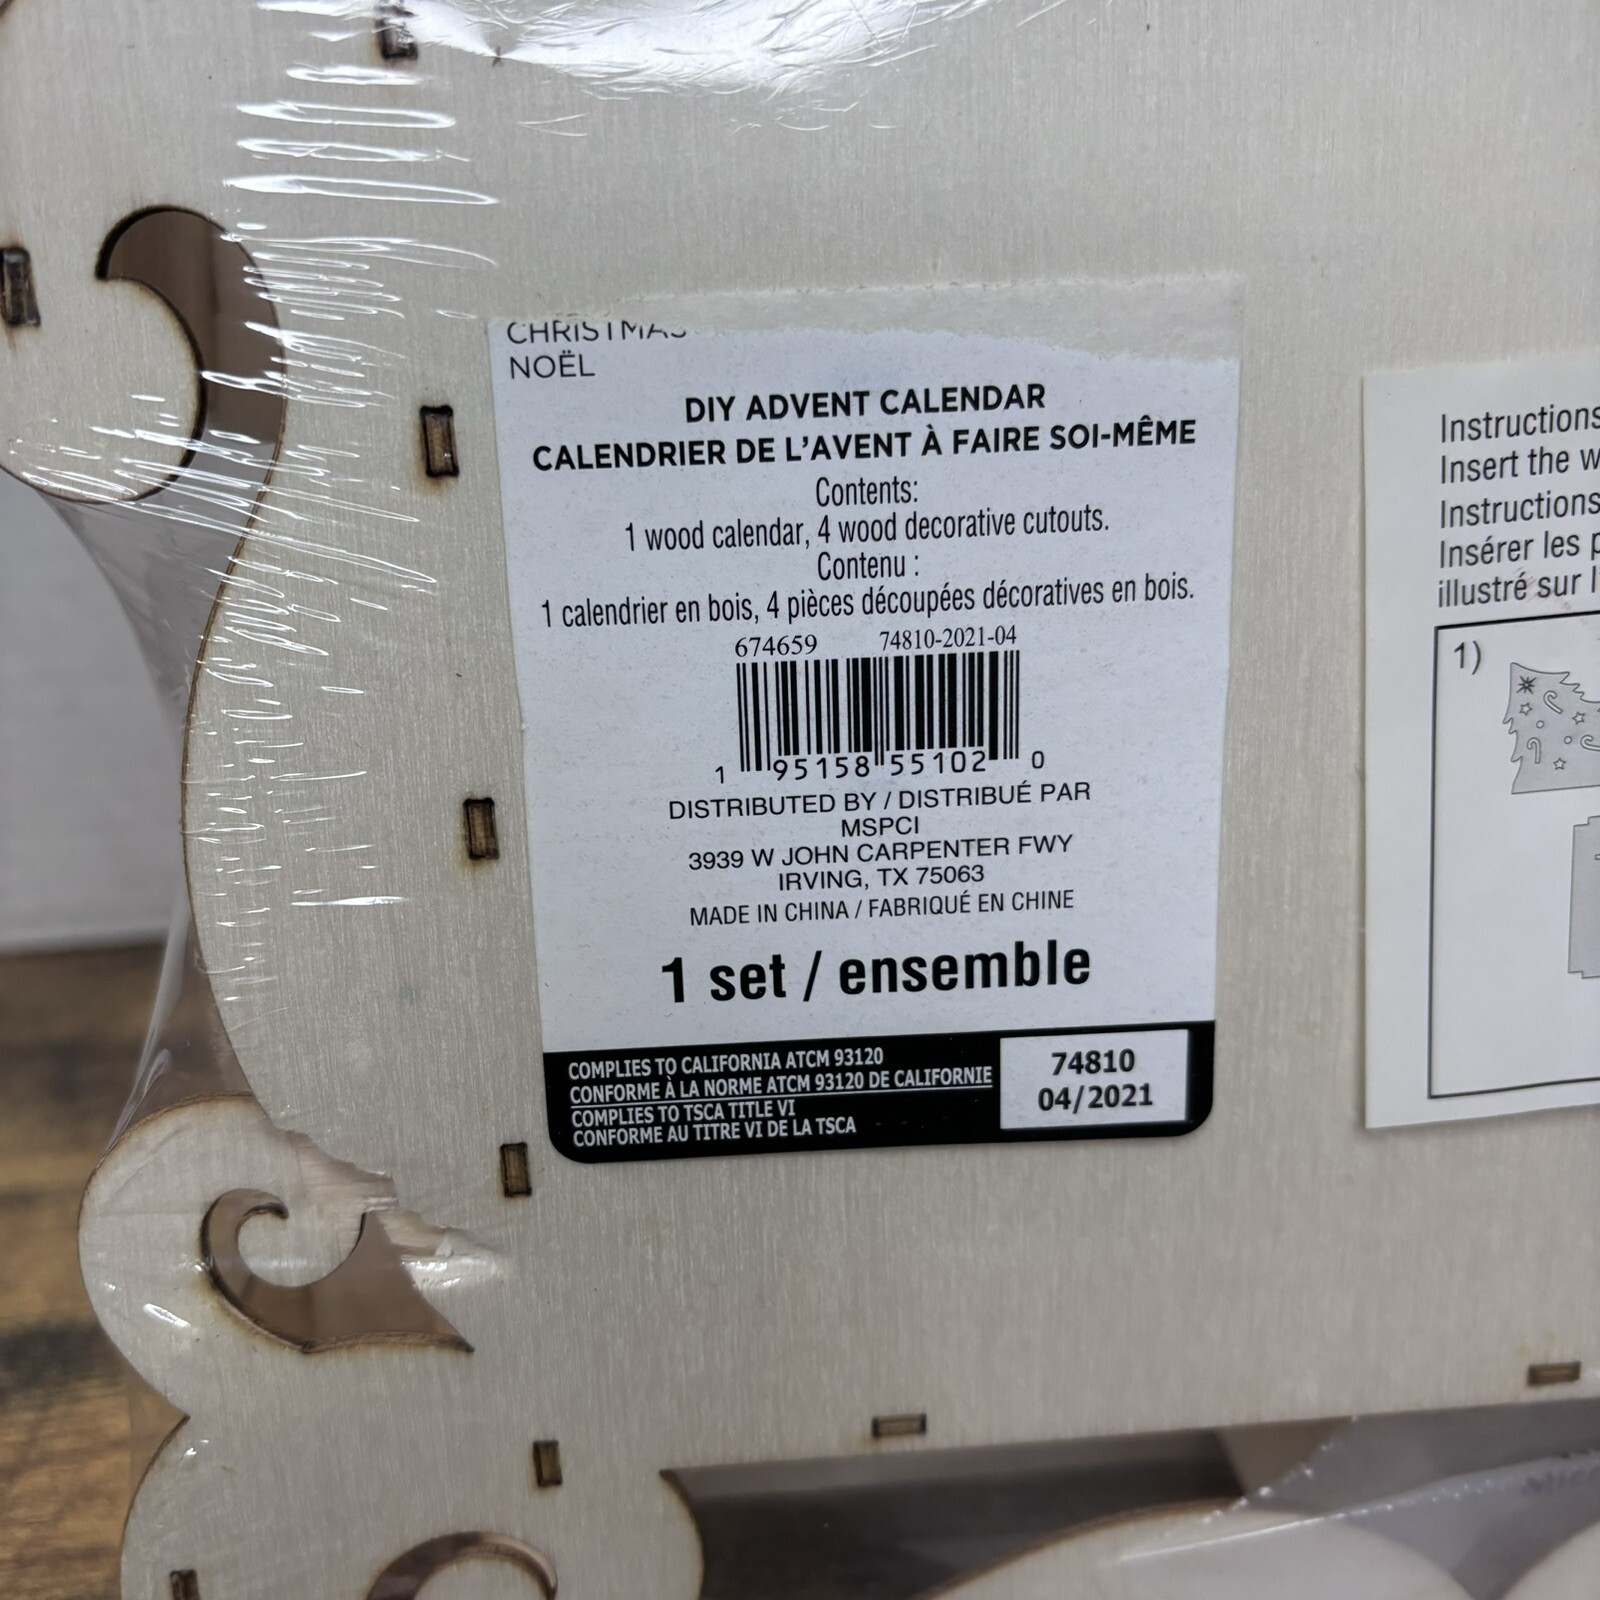 CHRISTMAS
NOËL
DIY ADVENT CALENDAR
CALENDRIER DE L'AVENT À FAIRE SOI-MÊME
Contents:
1 wood calendar, 4 wood decorative cutouts.
Contenu :
1 calendrier en bois, 4 pièces découpées décoratives en bois.
674659 74810-2021-04
1 95158 55102 0
DISTRIBUTED BY / DISTRIBUÉ PAR
MSPCI
3939 W JOHN CARPENTER FWY
IRVING, TX 75063
MADE IN CHINA / FABRIQUÉ EN CHINE
1 set / ensemble
COMPLIES TO CALIFORNIA ATCM 93120
CONFORME À LA NORME ATCM 93120 DE CALIFORNIE
COMPLIES TO TSCA TITLE VI
CONFORME AU TITRE VI DE LA TSCA
74810
04/2021
Instructions
Insert the
Instructions
Insérer les
illustré sur
1)